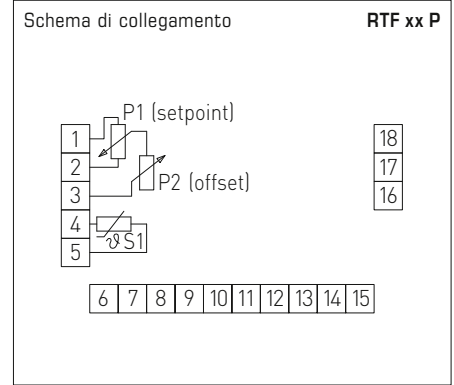 Schema di collegamento RTF xx P
P1 (setpoint)
1 18
2 17
P2 (offset)
3 16
4
ϑ S1
5
6 7 8 9 10 11 12 13 14 15